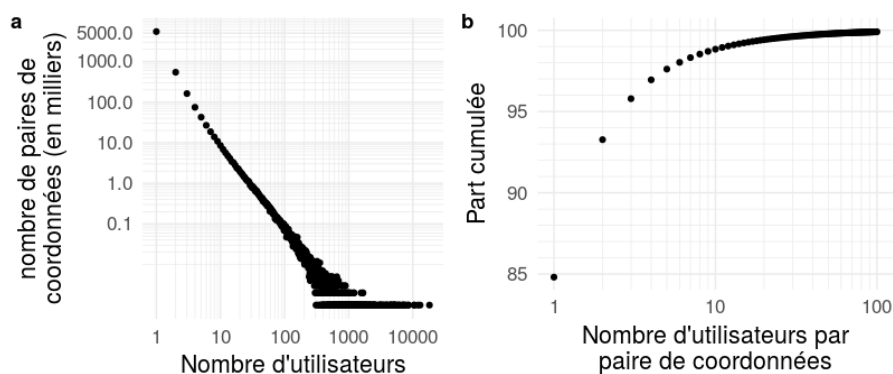 a
nombre de paires de
coordonnées (en milliers)
5000.0
1000.0
100.0
10.0
1.0
0.1
1 10 100 1000 10000
Nombre d'utilisateurs
b
Part cumulée
100
95
90
85
1 10 100
Nombre d'utilisateurs par
paire de coordonnées